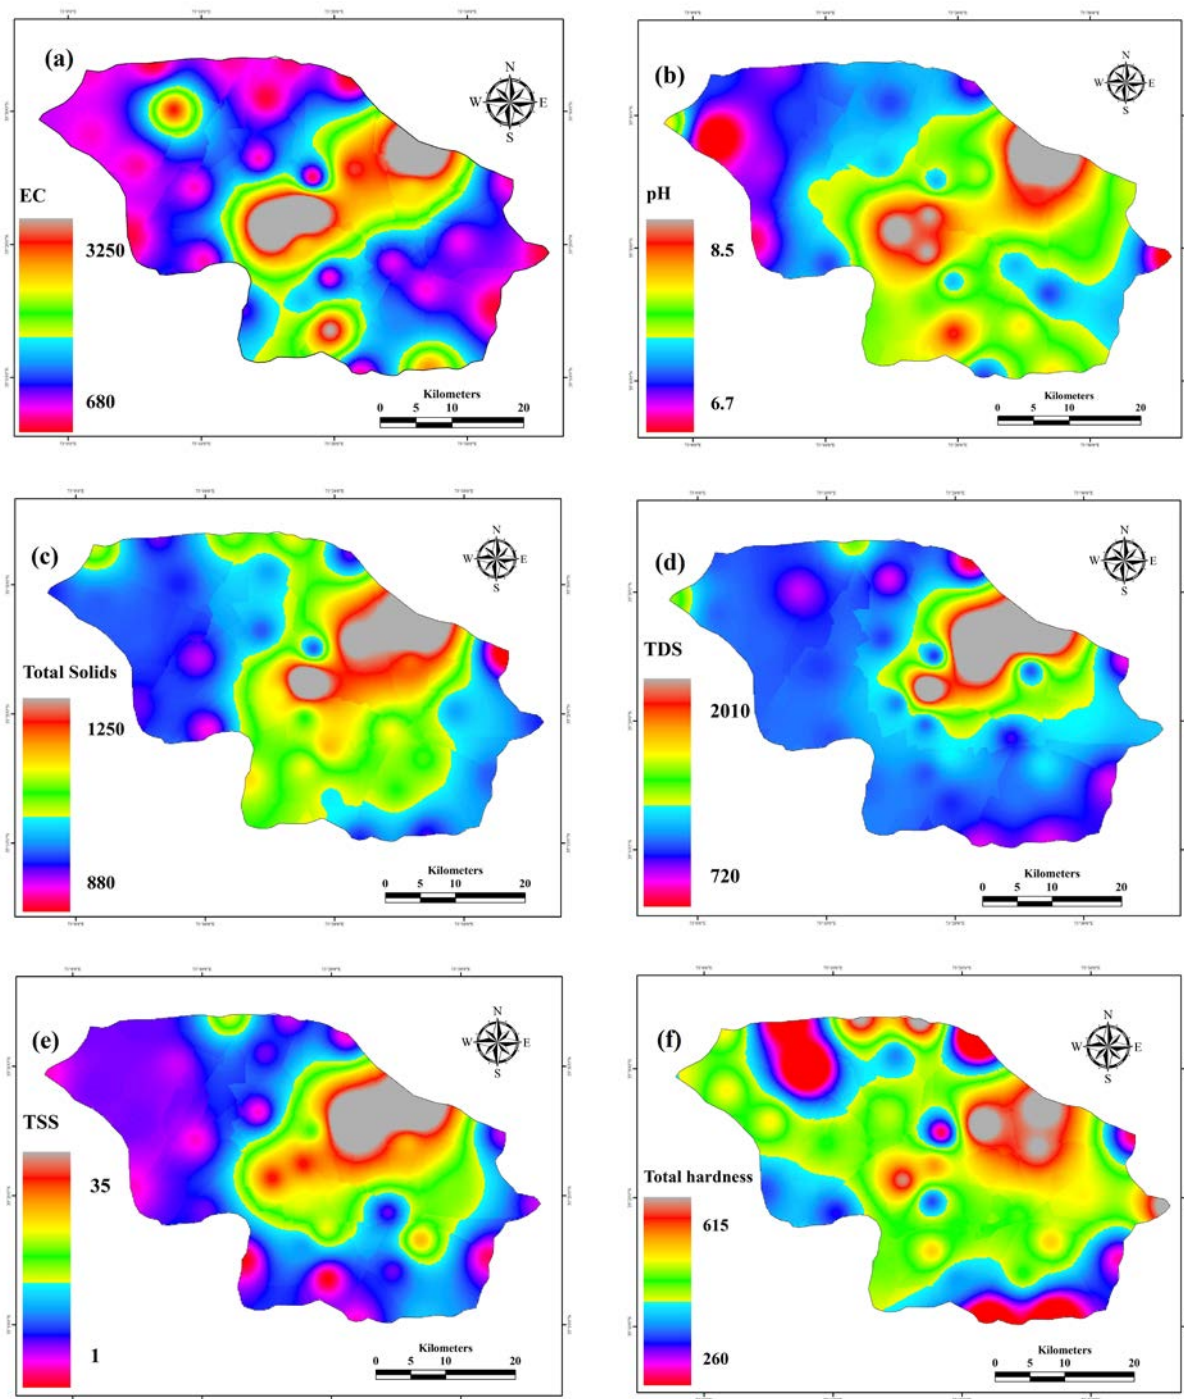 (a)
N
W E
S
EC
3250
680
Kilometers
0 5 10 20
(b)
N
W E
S
pH
8.5
6.7
Kilometers
0 5 10 20
(c)
N
W E
S
Total Solids
1250
880
Kilometers
0 5 10 20
(d)
N
W E
S
TDS
2010
720
Kilometers
0 5 10 20
(e)
N
W E
S
TSS
35
1
Kilometers
0 5 10 20
(f)
N
W E
S
Total hardness
615
260
Kilometers
0 5 10 20